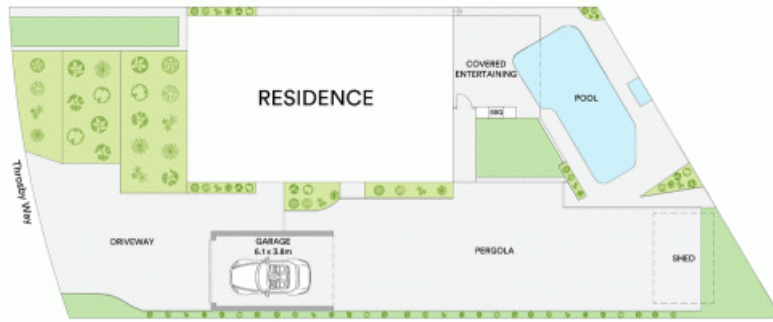 COVERED
ENTERTAINING
RESIDENCE
POOL
BBQ
Throsby Way
DRIVEWAY
GARAGE
6.1 x 3.8m
PERGOLA
SHED